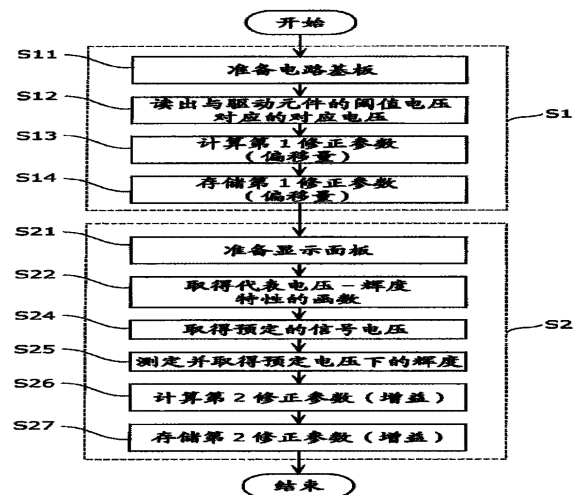 开始
S11
准备电路基板
S12
读出与驱动元件的阈值电压
对应的对应电压
S13
计算第1修正参数
(偏移量)
S14
存储第1修正参数
(偏移量)
S1
S21
准备显示面板
S22
取得代表电压-辉度
特性的函数
S24
取得预定的信号电压
S25
测定并取得预定电压下的辉度
S26
计算第2修正参数(增益)
S27
存储第2修正参数(增益)
S2
结束